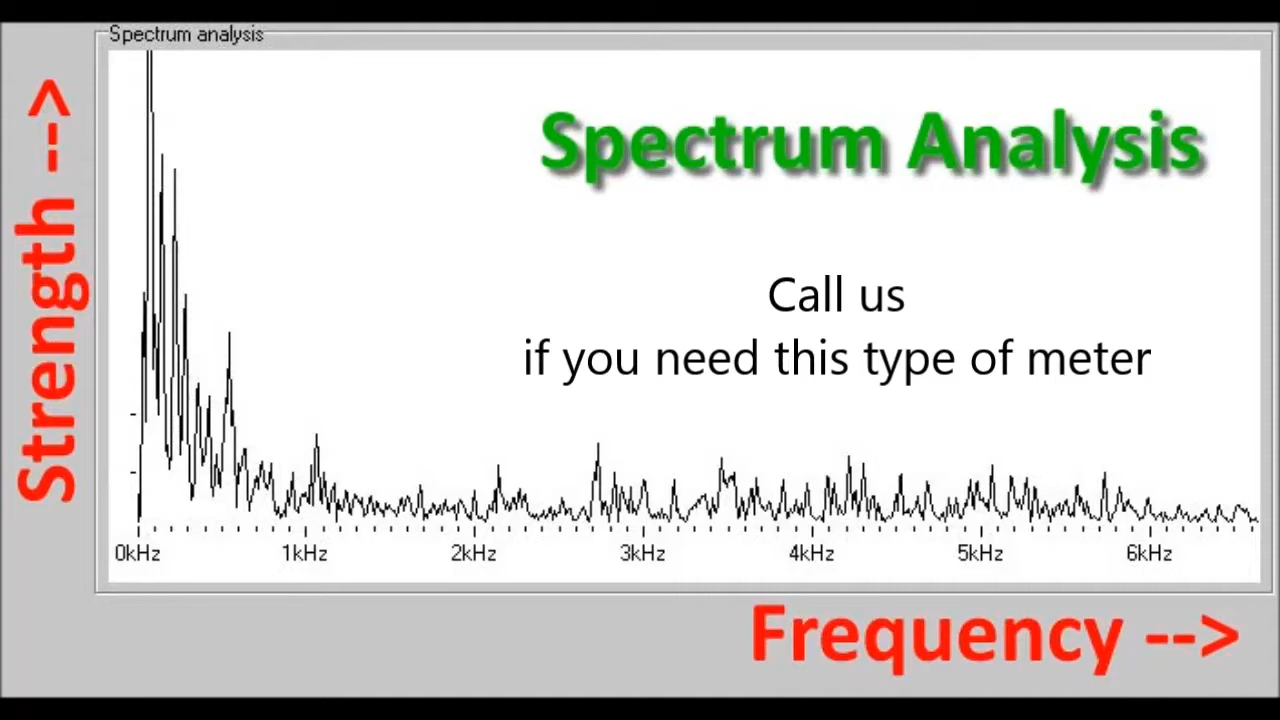 Spectrum analysis
Strength -->
Spectrum Analysis
Call us
if you need this type of meter
0kHz 1kHz 2kHz 3kHz 4kHz 5kHz 6kHz
Frequency -->